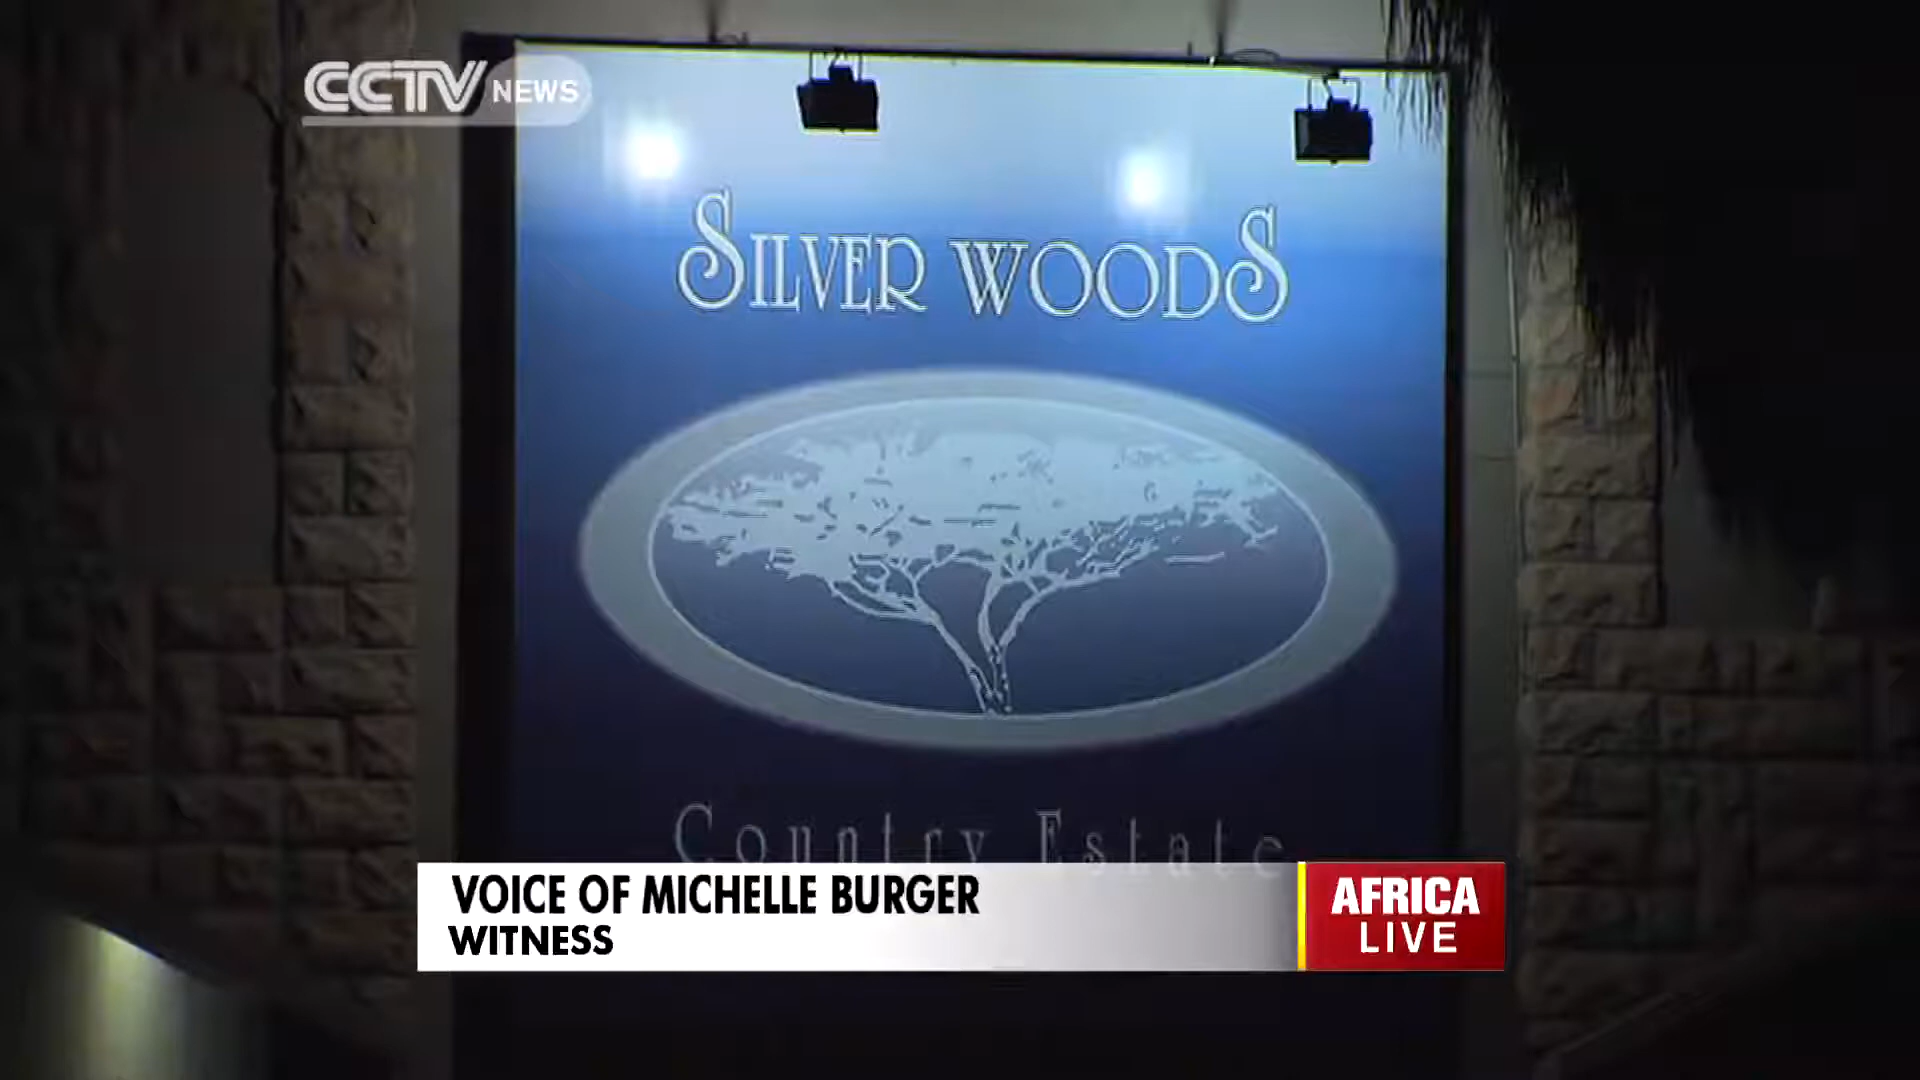 CCTV NEWS
SILVER WOODS
Country Estate
VOICE OF MICHELLE BURGER
WITNESS
AFRICA
LIVE